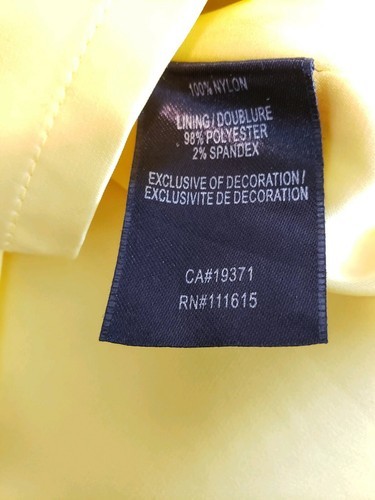 100% NYLON
LINING/DOUBLURE
98% POLYESTER
2% SPANDEX
EXCLUSIVE OF DECORATION/
EXCLUSIVITE DE DECORATION
CA#19371
RN#111615